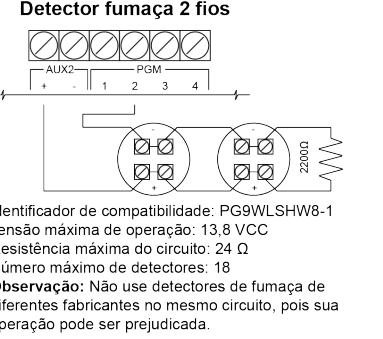 Detector fumaça 2 fios
AUX2 PGM
+ - 1 2 3 4
- -
2200Ω
+ +
dentificador de compatibilidade: PG9WLSHW8-1
ensão máxima de operação: 13,8 VCC
esistência máxima do circuito: 24 Ω
úmero máximo de detectores: 18
bservação: Não use detectores de fumaça de
iferentes fabricantes no mesmo circuito, pois sua
peração pode ser prejudicada.